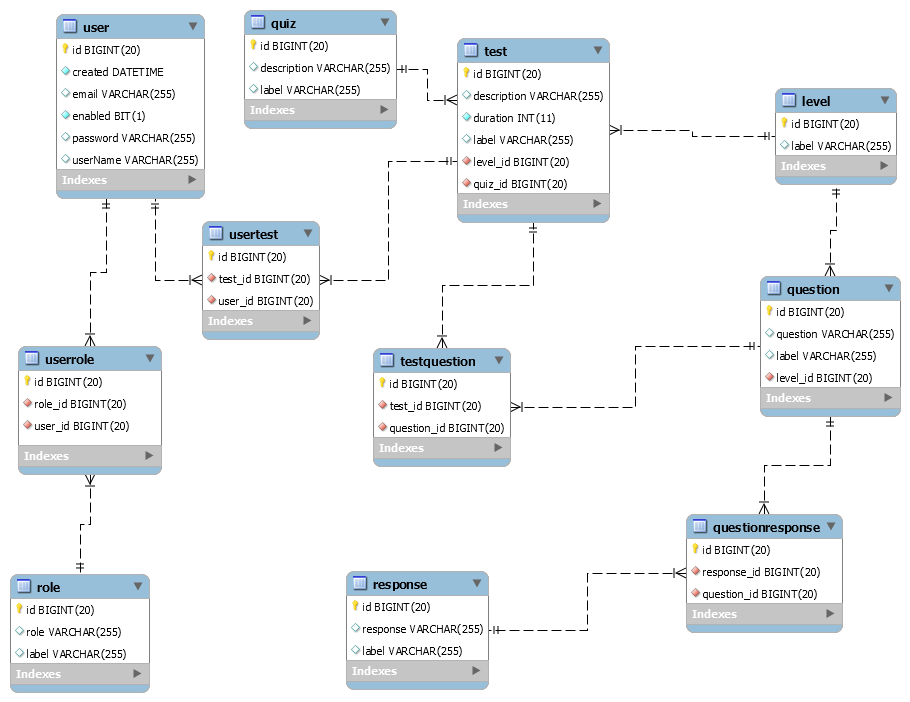 user
id BIGINT(20)
created DATETIME
email VARCHAR(255)
enabled BIT(1)
password VARCHAR(255)
userName VARCHAR(255)
Indexes
quiz
id BIGINT(20)
description VARCHAR(255)
label VARCHAR(255)
Indexes
test
id BIGINT(20)
description VARCHAR(255)
duration INT(11)
label VARCHAR(255)
level_id BIGINT(20)
quiz_id BIGINT(20)
Indexes
level
id BIGINT(20)
label VARCHAR(255)
Indexes
usertest
id BIGINT(20)
test_id BIGINT(20)
user_id BIGINT(20)
Indexes
question
id BIGINT(20)
question VARCHAR(255)
label VARCHAR(255)
level_id BIGINT(20)
Indexes
userrole
id BIGINT(20)
role_id BIGINT(20)
user_id BIGINT(20)
Indexes
testquestion
id BIGINT(20)
test_id BIGINT(20)
question_id BIGINT(20)
Indexes
questionresponse
id BIGINT(20)
response_id BIGINT(20)
question_id BIGINT(20)
Indexes
role
id BIGINT(20)
role VARCHAR(255)
label VARCHAR(255)
Indexes
response
id BIGINT(20)
response VARCHAR(255)
label VARCHAR(255)
Indexes